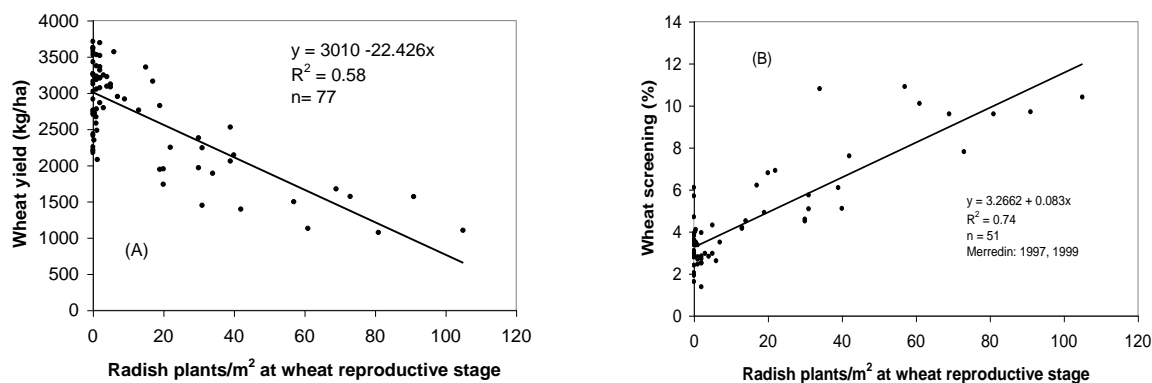 4000
3500
3000
2500
2000
1500
1000
500
0
Wheat yield (kg/ha)
y = 3010 -22.426x
R² = 0.58
n= 77
(A)
0 20 40 60 80 100 120
Radish plants/m² at wheat reproductive stage
14
12
10
8
6
4
2
0
Wheat screening (%)
(B)
y = 3.2662 + 0.083x
R² = 0.74
n = 51
Merredin: 1997, 1999
0 20 40 60 80 100 120
Radish plants/m² at wheat reproductive stage